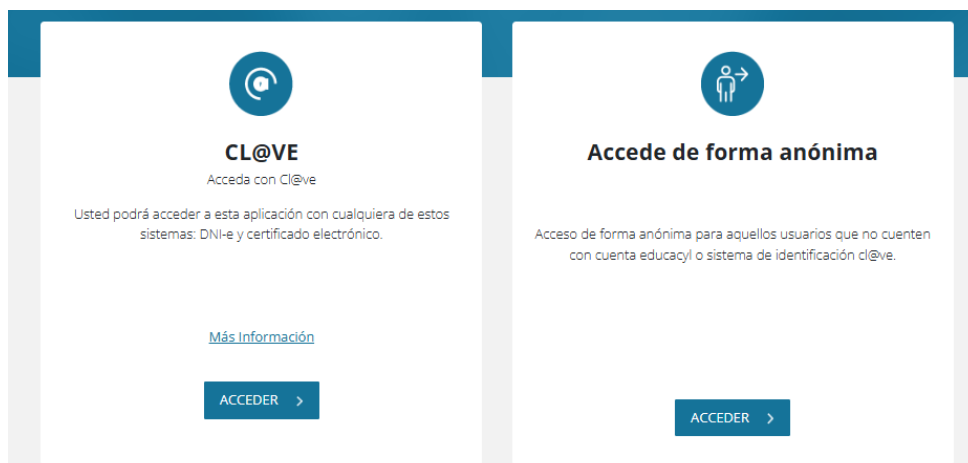 CL@VE
Acceda con Cl@ve
Usted podrá acceder a esta aplicación con cualquiera de estos
sistemas: DNI-e y certificado electrónico.
Más Información
ACCEDER
Accede de forma anónima
Acceso de forma anónima para aquellos usuarios que no cuenten
con cuenta educacyl o sistema de identificación cl@ve.
ACCEDER